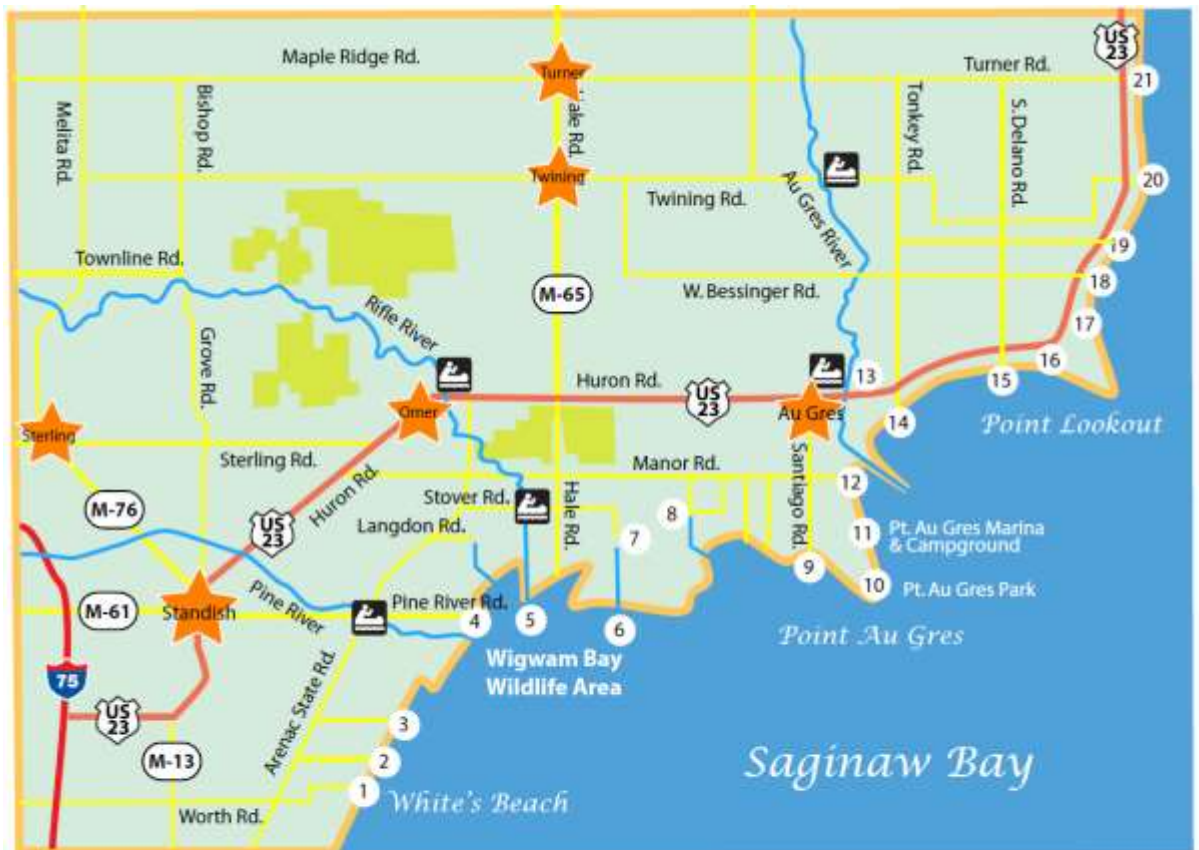 US
23
Maple Ridge Rd.
Turner
Turner Rd.
21
Melita Rd.
Bishop Rd.
Tonkey Rd.
S. Delano Rd.
Twining
Twining Rd.
20
Au Gres River
Townline Rd.
19
M-65
W. Bessinger Rd.
18
Rifle River
17
Grove Rd.
Huron Rd.
US
23
13
16
15
Omer
Au Gres
14
Point Lookout
Sterling
Sterling Rd.
Manor Rd.
Santiago Rd.
12
M-76
Huron Rd.
US
23
Stover Rd.
Hale Rd.
8
Langdon Rd.
7
11
Pt. Au Gres Marina
& Campground
9
10
Pt. Au Gres Park
M-61
Standish
Pine River
Pine River Rd.
4
5
6
Point Au Gres
Wigwam Bay
Wildlife Area
75
US
23
Arenac State Rd.
3
M-13
2
Saginaw Bay
1
White's Beach
Worth Rd.